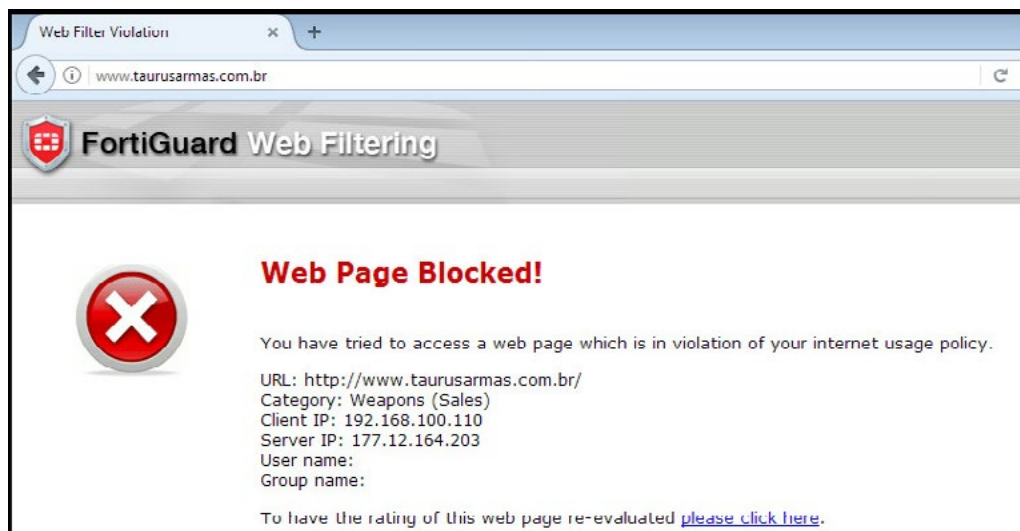 Web Filter Violation
www.taurusarmas.com.br
FortiGuard Web Filtering
Web Page Blocked!
You have tried to access a web page which is in violation of your internet usage policy.
URL: http://www.taurusarmas.com.br/
Category: Weapons (Sales)
Client IP: 192.168.100.110
Server IP: 177.12.164.203
User name:
Group name:
To have the rating of this web page re-evaluated please click here.